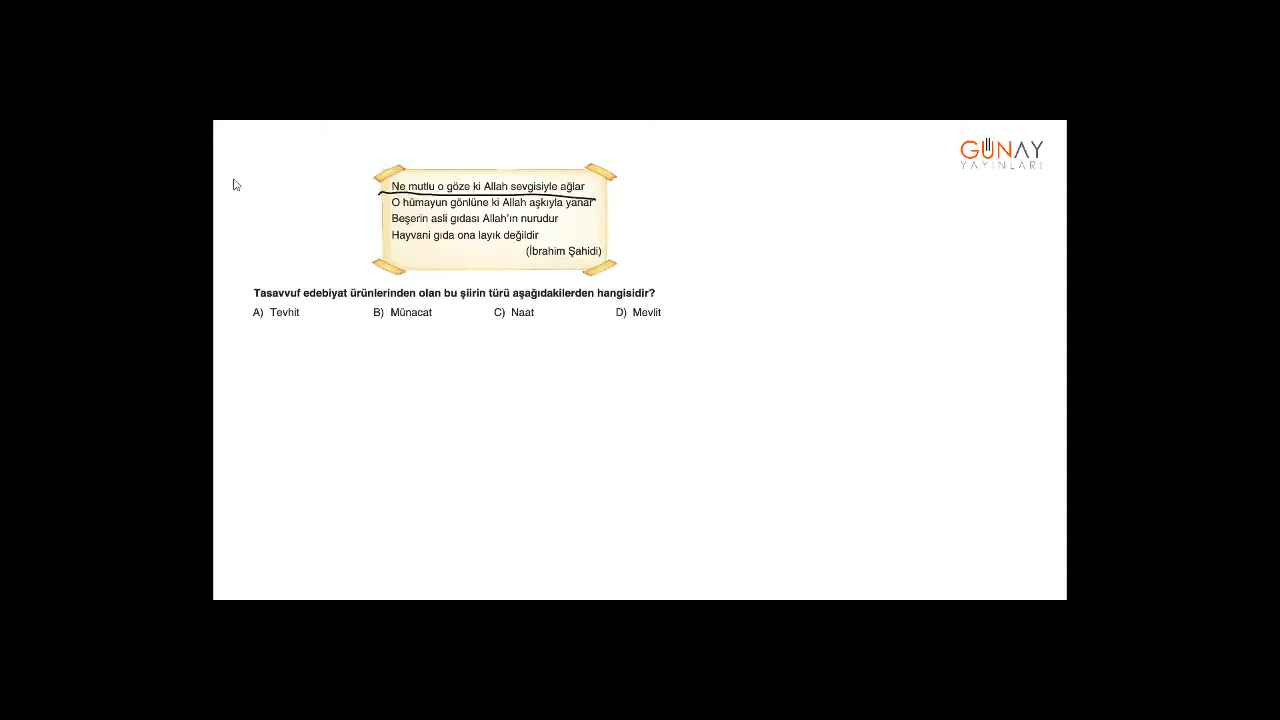 GÜNAY
YAYINLARI
Ne mutlu o göze ki Allah sevgisiyle ağlar
O hümayun gönlüne ki Allah aşkıyla yanar
Beşerin asli gıdası Allah'ın nurudur
Hayvani gıda ona layık değildir
(İbrahim Şahidi)
Tasavvuf edebiyat ürünlerinden olan bu şiirin türü aşağıdakilerden hangisidir?
A) Tevhit B) Münacat C) Naat D) Mevlit